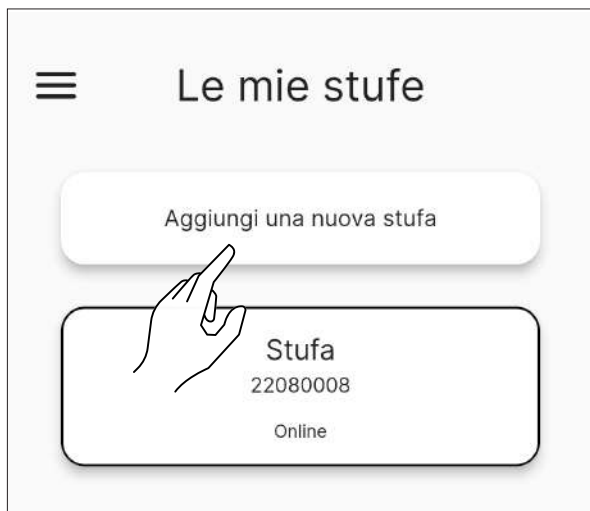 Le mie stufe
Aggiungi una nuova stufa
Stufa
22080008
Online